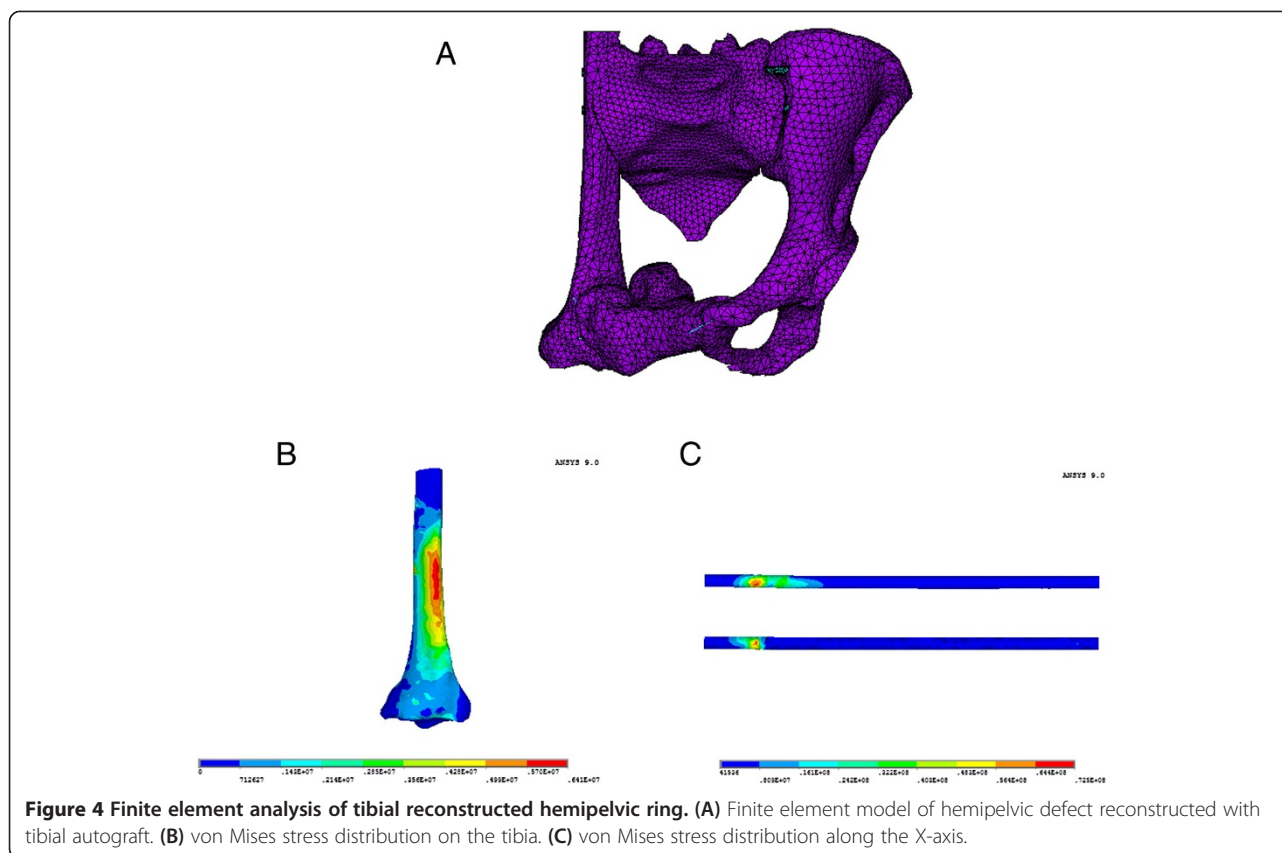 A
B
ANSYS 9.0
C
ANSYS 9.0
0 .143E+07 .285E+07 .428E+07 .570E+07
712627 .214E+07 .356E+07 .499E+07 .641E+07
41536 .161E+08 .322E+08 .483E+08 .644E+08
.809E+07 .242E+08 .403E+08 .564E+08 .725E+08
Figure 4 Finite element analysis of tibial reconstructed hemipelvic ring. (A) Finite element model of hemipelvic defect reconstructed with
tibial autograft. (B) von Mises stress distribution on the tibia. (C) von Mises stress distribution along the X-axis.